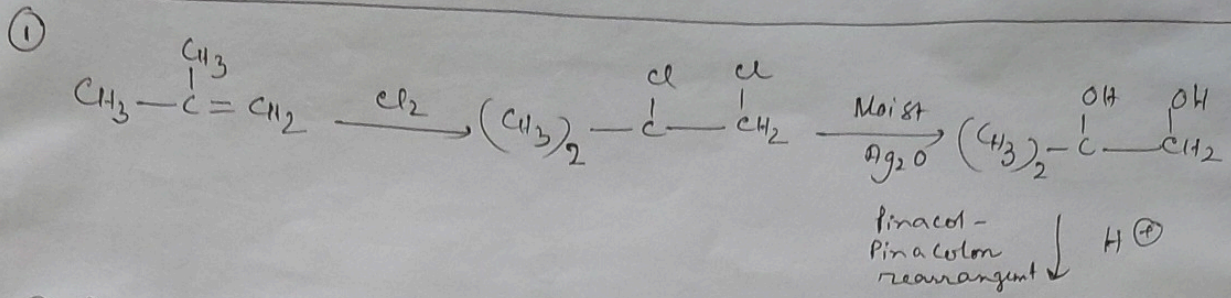 ①
CH3
Cl Cl OH OH
CH3 — C = CH2 Cl2 → (CH3)2 — C — CH2 Moist → (CH3)2 — C — CH2
Ag2O
Pinacol -
Pinacolon H⊕
rearrangemt ↓